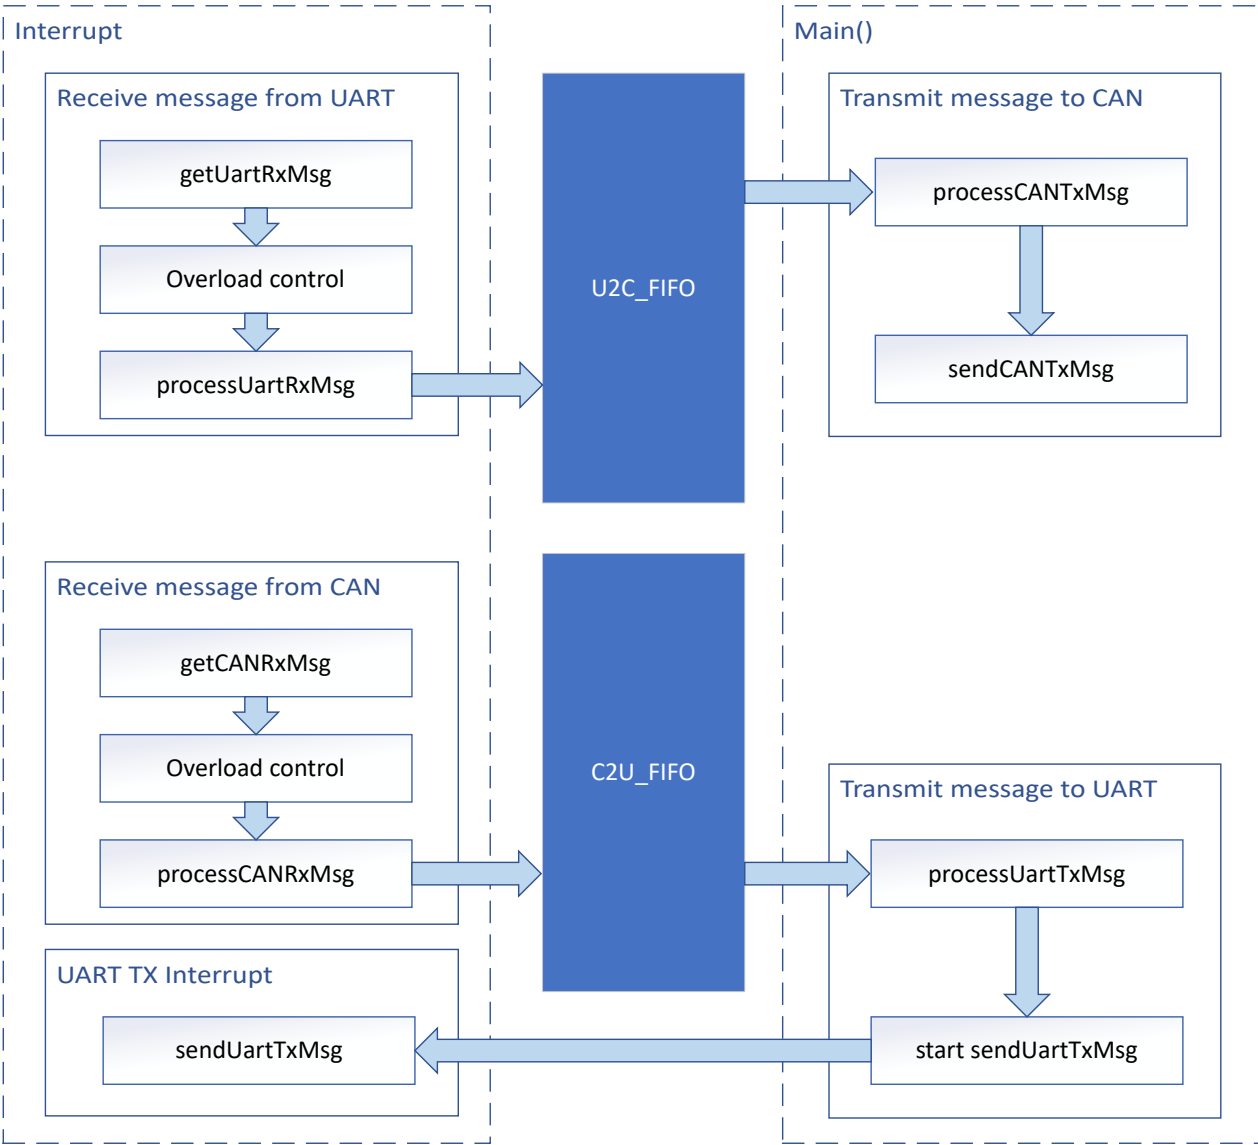 Interrupt
Receive message from UART
getUartRxMsg
Overload control
processUartRxMsg
U2C_FIFO
Main()
Transmit message to CAN
processCANTxMsg
sendCANTxMsg
Receive message from CAN
getCANRxMsg
Overload control
processCANRxMsg
C2U_FIFO
Transmit message to UART
processUartTxMsg
start sendUartTxMsg
UART TX Interrupt
sendUartTxMsg